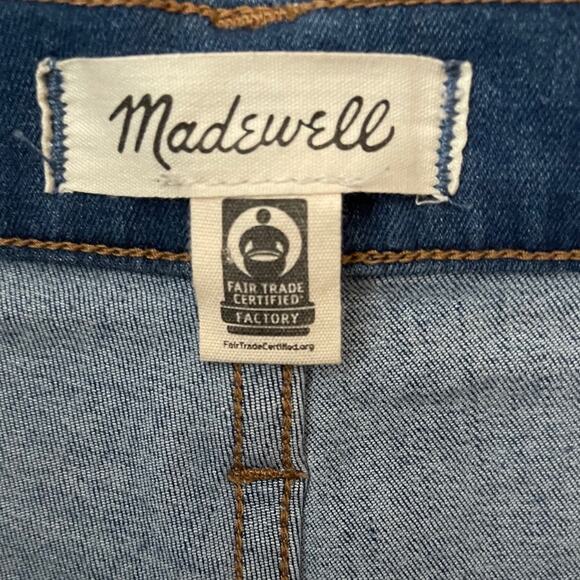 Madewell
FAIR TRADE
CERTIFIED
FACTORY
FairTradeCertified.org